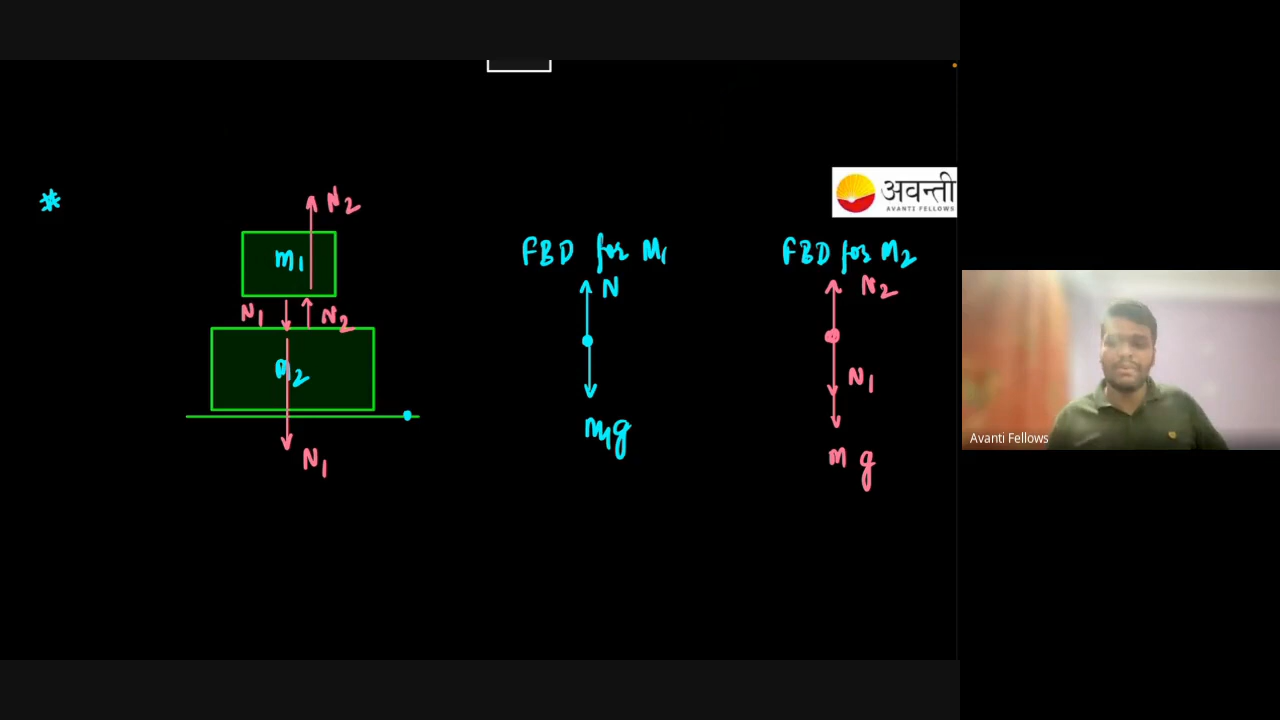 *
अवन्ती
AVANTI FELLOWS
N2
m1
N1
N2
m2
N1
FBD for M1
N
m1g
FBD for M2
N2
N1
m g
Avanti Fellows